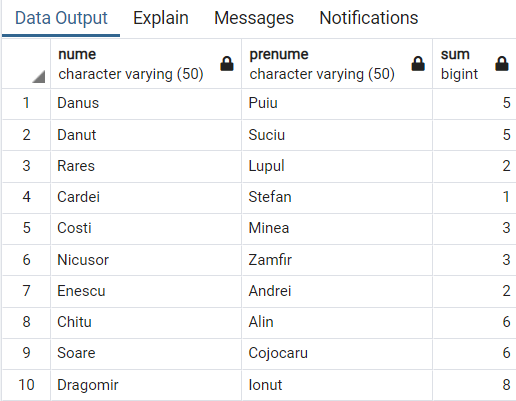 Data Output Explain Messages Notifications
nume prenume sum
character varying (50) character varying (50) bigint
1 Danus Puiu 5
2 Danut Suciu 5
3 Rares Lupul 2
4 Cardei Stefan 1
5 Costi Minea 3
6 Nicusor Zamfir 3
7 Enescu Andrei 2
8 Chitu Alin 6
9 Soare Cojocaru 6
10 Dragomir Ionut 8